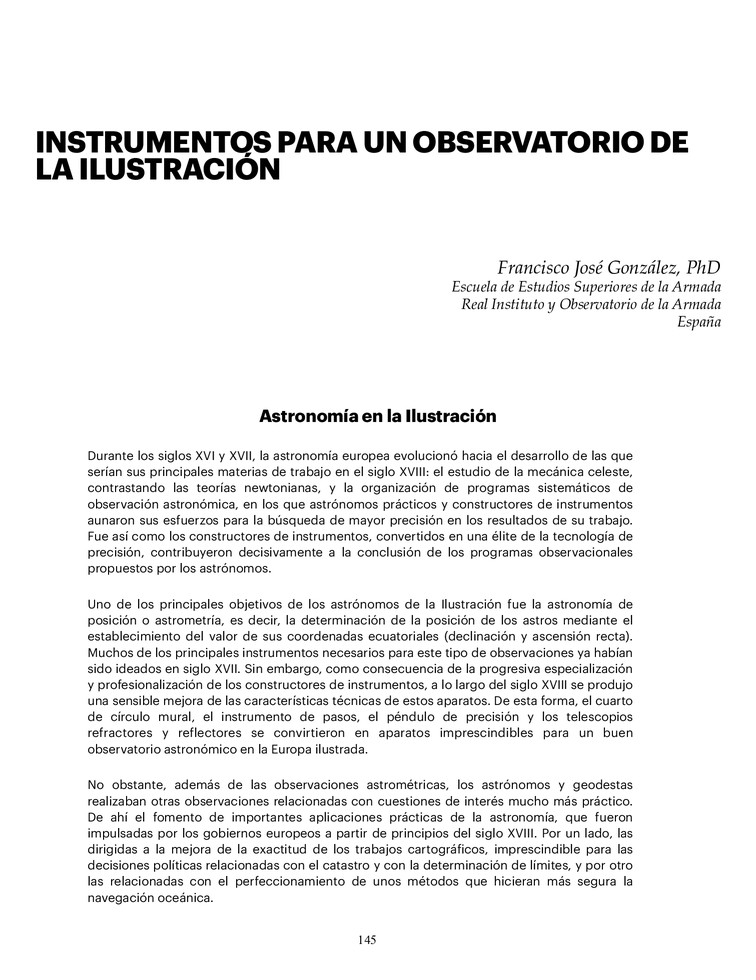 INSTRUMENTOS PARA UN OBSERVATORIO DE
LA ILUSTRACIÓN
Francisco José González, PhD
Escuela de Estudios Superiores de la Armada
Real Instituto y Observatorio de la Armada
España
Astronomía en la Ilustración
Durante los siglos XVI y XVII, la astronomía europea evolucionó hacia el desarrollo de las que
serían sus principales materias de trabajo en el siglo XVIII: el estudio de la mecánica celeste,
contrastando las teorías newtonianas, y la organización de programas sistemáticos de
observación astronómica, en los que astrónomos prácticos y constructores de instrumentos
aunaron sus esfuerzos para la búsqueda de mayor precisión en los resultados de su trabajo.
Fue así como los constructores de instrumentos, convertidos en una élite de la tecnología de
precisión, contribuyeron decisivamente a la conclusión de los programas observacionales
propuestos por los astrónomos.
Uno de los principales objetivos de los astrónomos de la Ilustración fue la astronomía de
posición o astrometría, es decir, la determinación de la posición de los astros mediante el
establecimiento del valor de sus coordenadas ecuatoriales (declinación y ascensión recta).
Muchos de los principales instrumentos necesarios para este tipo de observaciones ya habían
sido ideados en siglo XVII. Sin embargo, como consecuencia de la progresiva especialización
y profesionalización de los constructores de instrumentos, a lo largo del siglo XVIII se produjo
una sensible mejora de las características técnicas de estos aparatos. De esta forma, el cuarto
de círculo mural, el instrumento de pasos, el péndulo de precisión y los telescopios
refractores y reflectores se convirtieron en aparatos imprescindibles para un buen
observatorio astronómico en la Europa ilustrada.
No obstante, además de las observaciones astrométricas, los astrónomos y geodestas
realizaban otras observaciones relacionadas con cuestiones de interés mucho más práctico.
De ahí el fomento de importantes aplicaciones prácticas de la astronomía, que fueron
impulsadas por los gobiernos europeos a partir de principios del siglo XVIII. Por un lado, las
dirigidas a la mejora de la exactitud de los trabajos cartográficos, imprescindible para las
decisiones políticas relacionadas con el catastro y con la determinación de límites, y por otro
las relacionadas con el perfeccionamiento de unos métodos que hicieran más segura la
navegación oceánica.
145